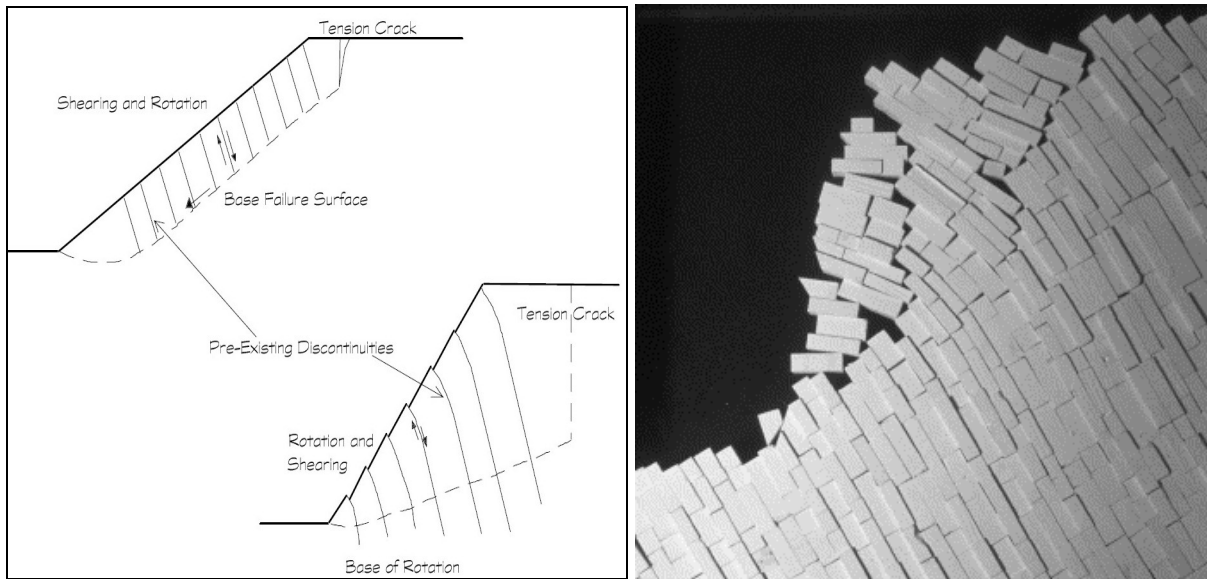 Tension Crack
Shearing and Rotation
Base Failure Surface
Tension Crack
Pre-Existing Discontinuities
Rotation and
Shearing
Base of Rotation